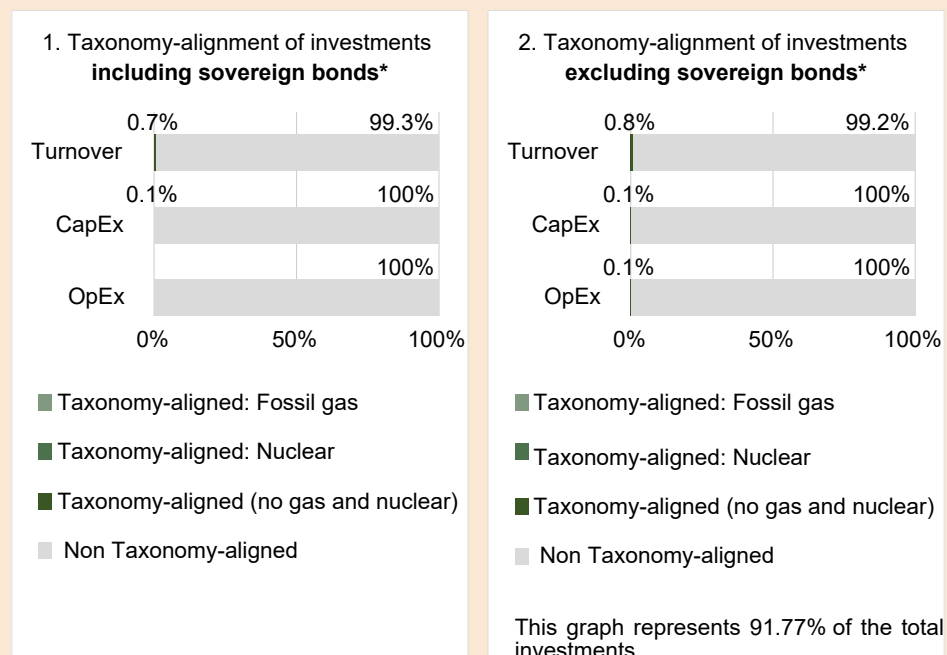 1. Taxonomy-alignment of investments
including sovereign bonds*
0.7% 99.3%
Turnover
0.1% 100%
CapEx
100%
OpEx
0% 50% 100%
Taxonomy-aligned: Fossil gas
Taxonomy-aligned: Nuclear
Taxonomy-aligned (no gas and nuclear)
Non Taxonomy-aligned
2. Taxonomy-alignment of investments
excluding sovereign bonds*
0.8% 99.2%
Turnover
0.1% 100%
CapEx
0.1% 100%
OpEx
0% 50% 100%
Taxonomy-aligned: Fossil gas
Taxonomy-aligned: Nuclear
Taxonomy-aligned (no gas and nuclear)
Non Taxonomy-aligned
This graph represents 91.77% of the total
investments